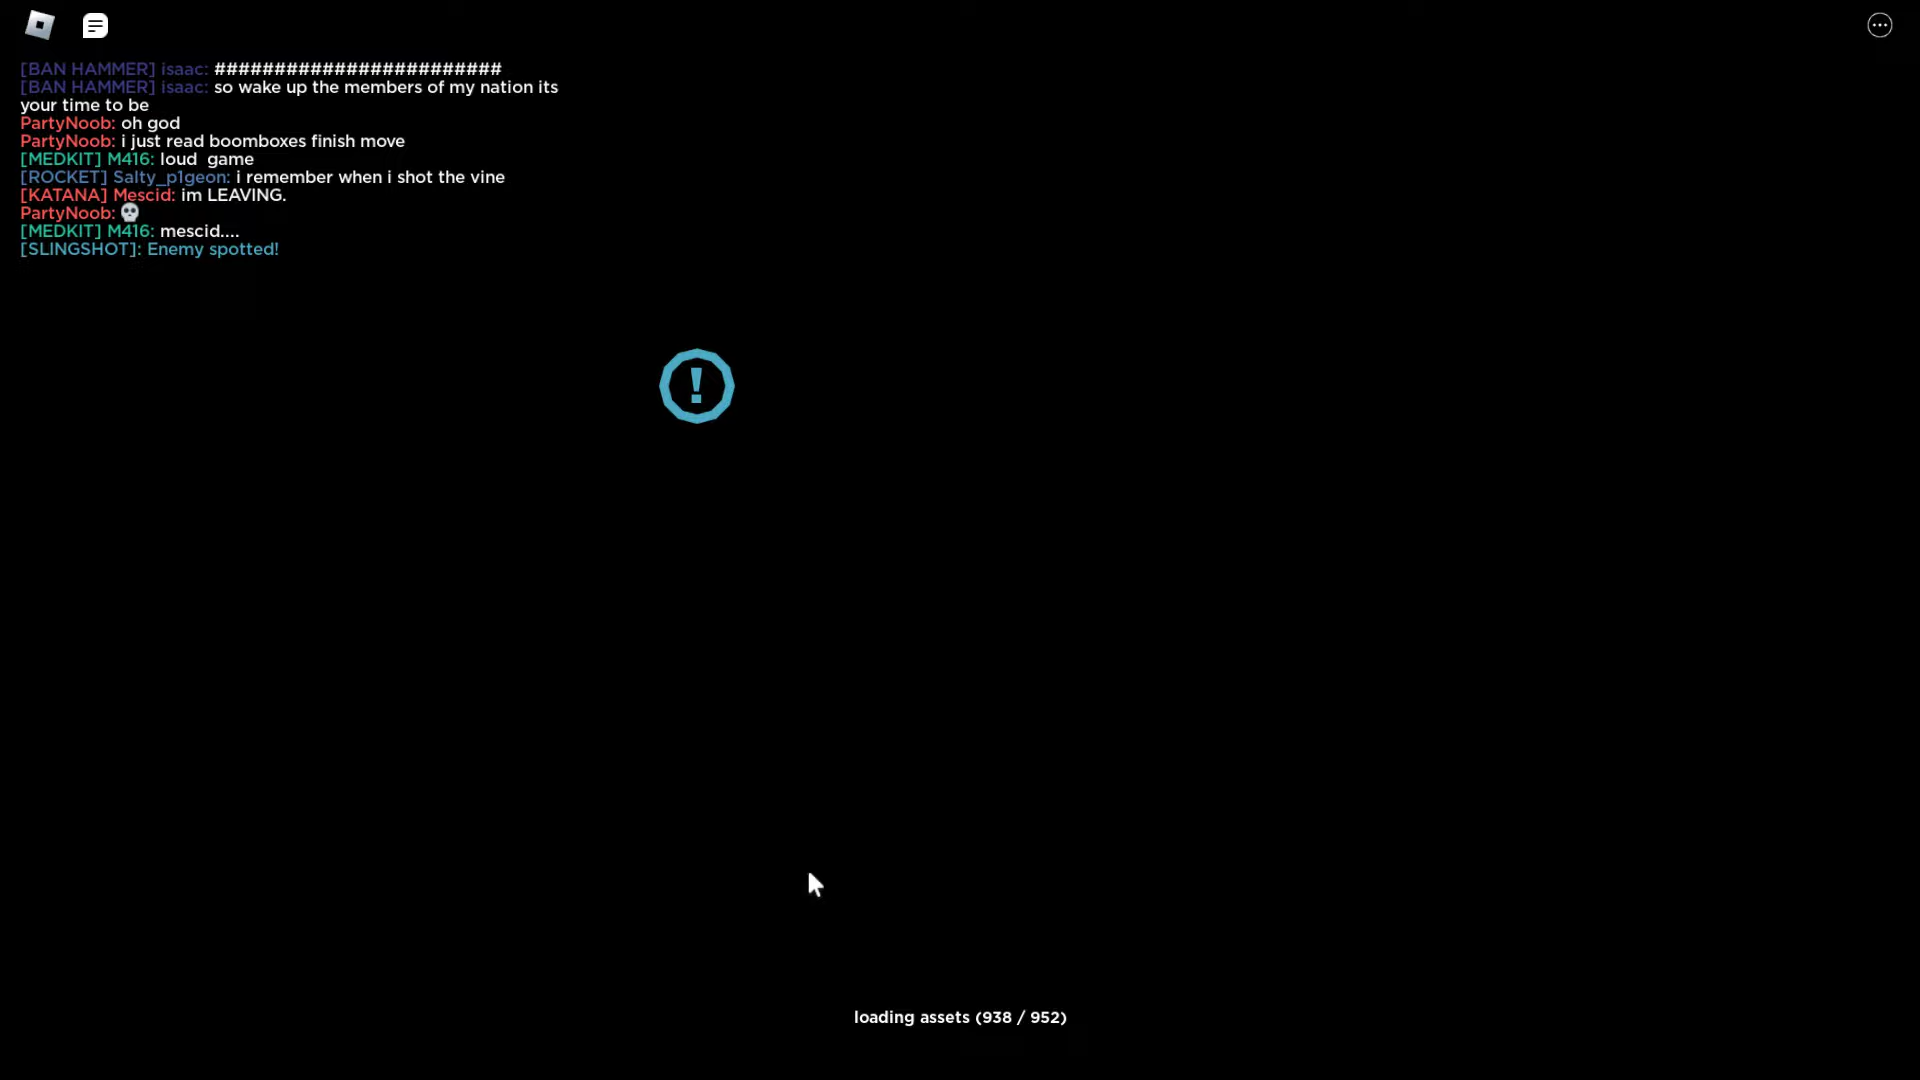 [BAN HAMMER] isaac: ########################
[BAN HAMMER] isaac: so wake up the members of my nation its
your time to be
PartyNoob: oh god
PartyNoob: i just read boomboxes finish move
[MEDKIT] M416: loud  game
[ROCKET] Salty_p1geon: i remember when i shot the vine
[KATANA] Mescid: im LEAVING.
PartyNoob: 💀
[MEDKIT] M416: mescid....
[SLINGSHOT]: Enemy spotted!
!
loading assets (938 / 952)